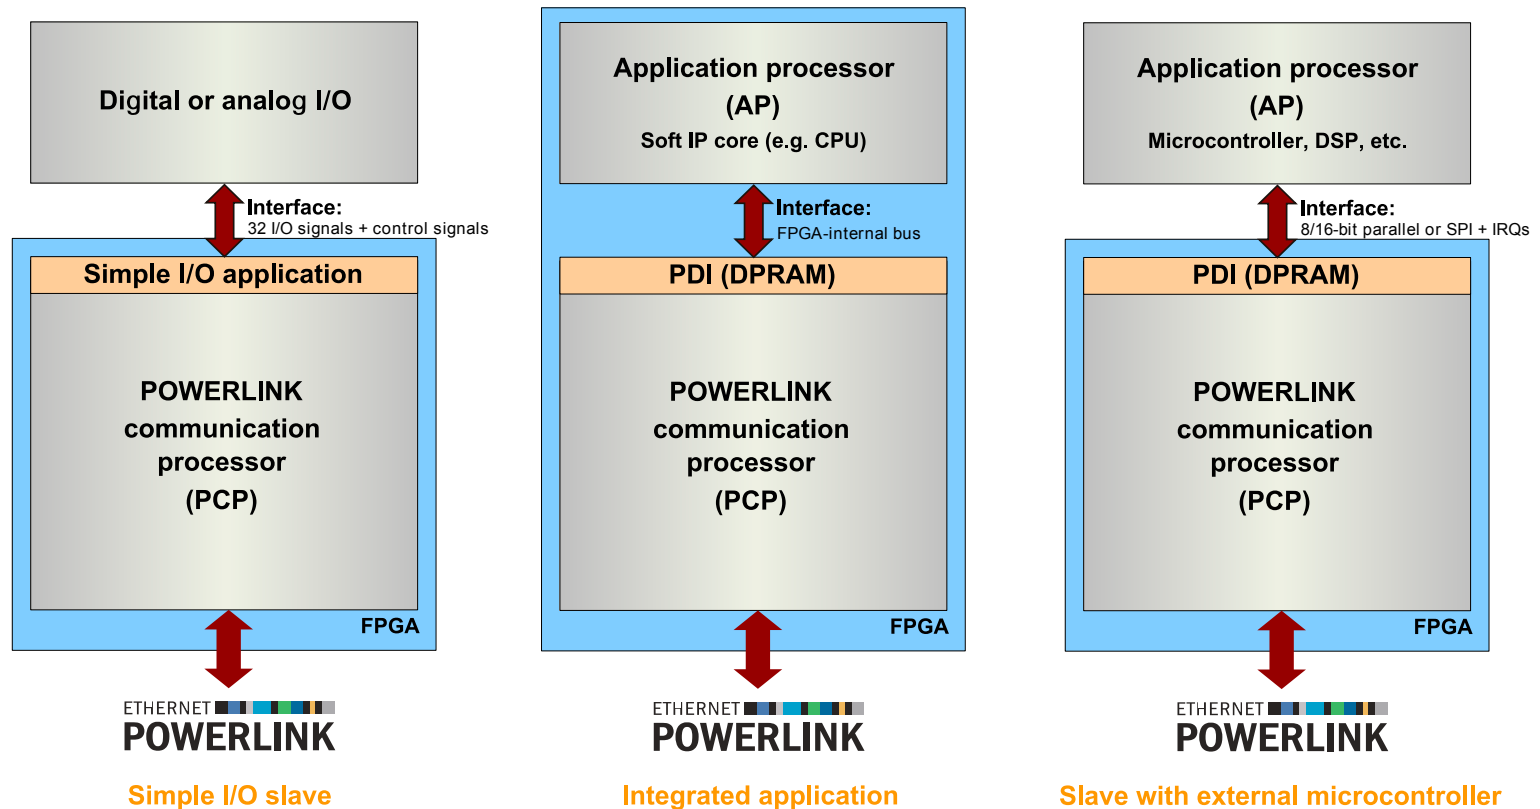 Digital or analog I/O
Interface:
32 I/O signals + control signals
Simple I/O application
POWERLINK
communication
processor
(PCP)
FPGA
ETHERNET
POWERLINK
Simple I/O slave
Application processor
(AP)
Soft IP core (e.g. CPU)
Interface:
FPGA-internal bus
PDI (DPRAM)
POWERLINK
communication
processor
(PCP)
FPGA
ETHERNET
POWERLINK
Integrated application
Application processor
(AP)
Microcontroller, DSP, etc.
Interface:
8/16-bit parallel or SPI + IRQs
PDI (DPRAM)
POWERLINK
communication
processor
(PCP)
FPGA
ETHERNET
POWERLINK
Slave with external microcontroller